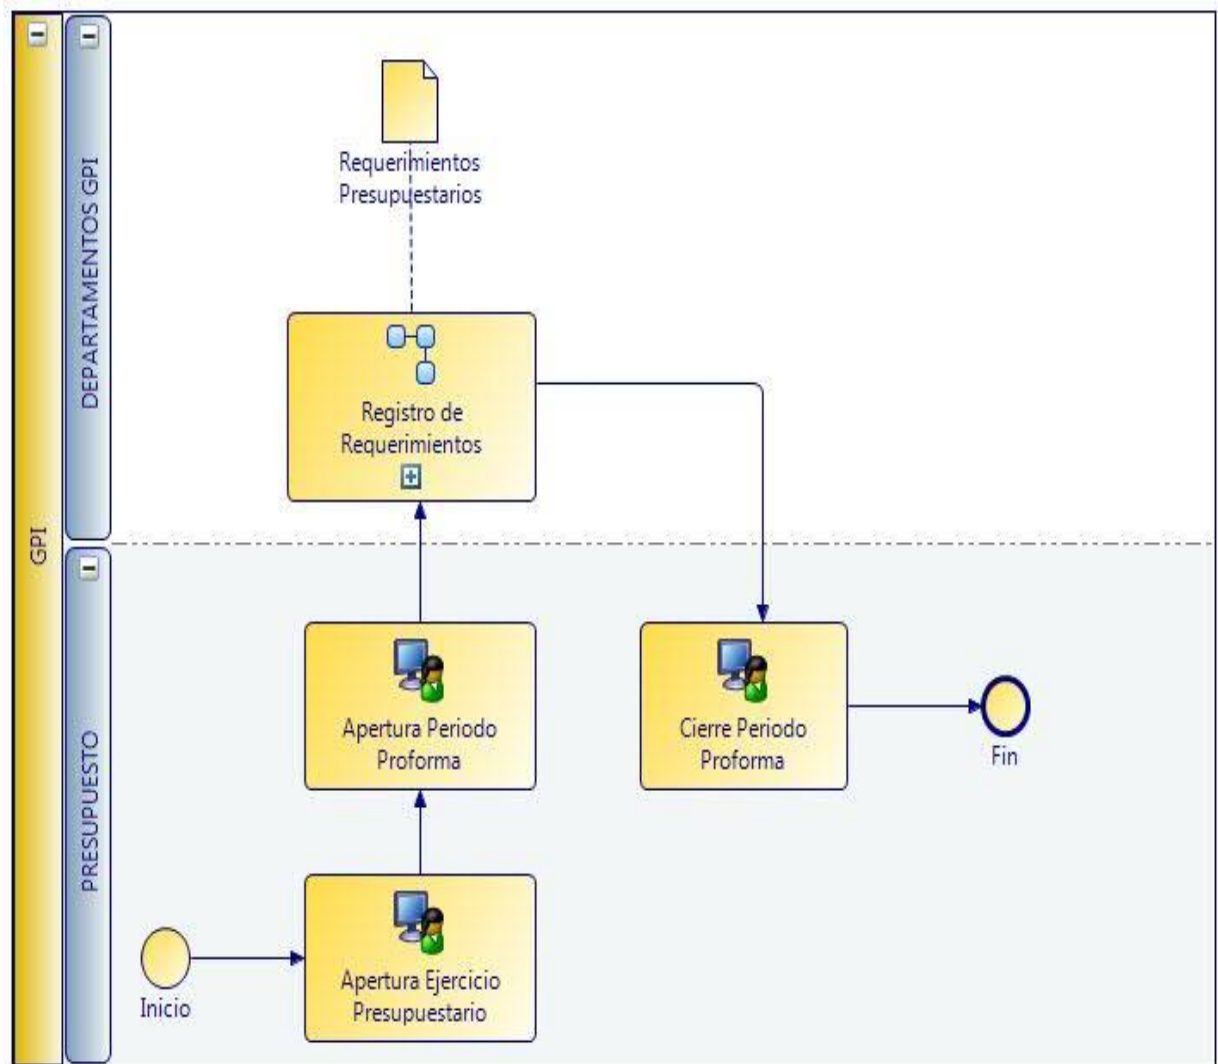 GPI
DEPARTAMENTOS GPI
Requerimientos
Presupuestarios
Registro de
Requerimientos
PRESUPUESTO
Apertura Periodo
Proforma
Cierre Periodo
Proforma
Fin
Inicio
Apertura Ejercicio
Presupuestario